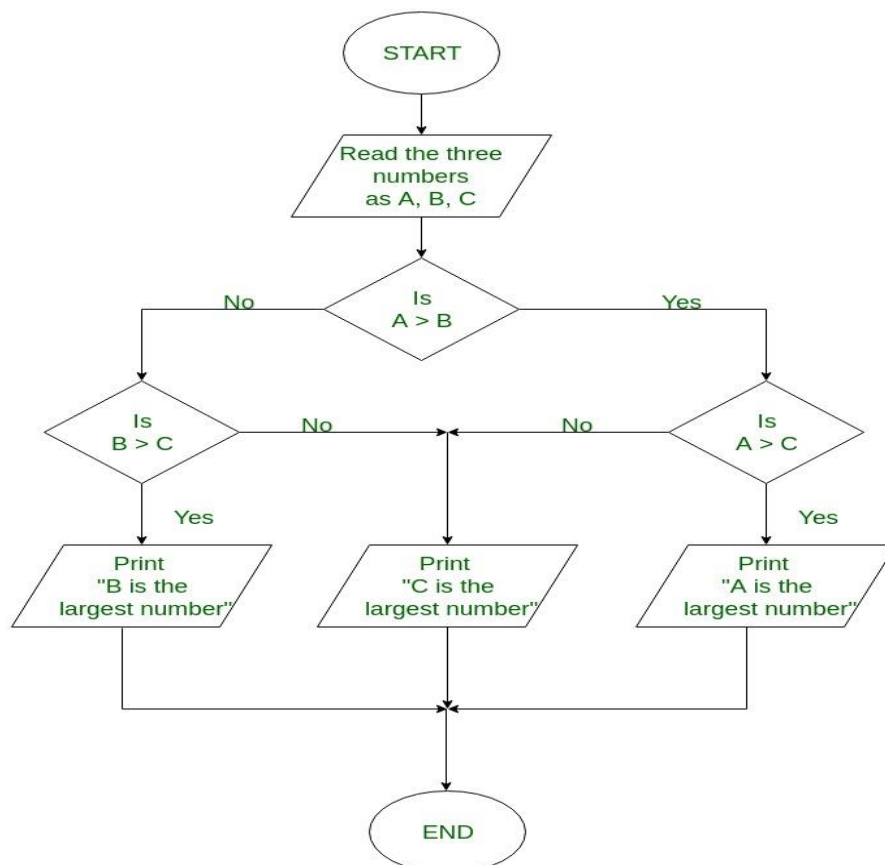 START
Read the three
numbers
as A, B, C
Is
A > B
No
Yes
Is
B > C
No
No
Is
A > C
Yes
Yes
Print
"B is the
largest number"
Print
"C is the
largest number"
Print
"A is the
largest number"
END